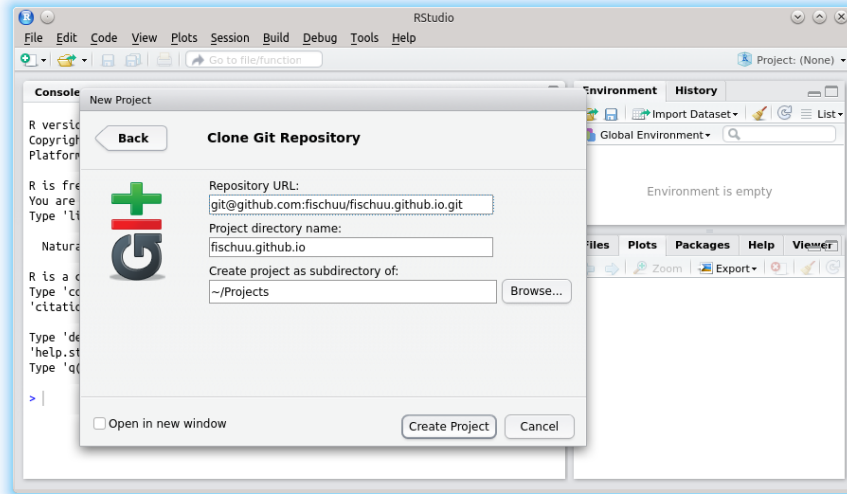 RStudio
File Edit Code View Plots Session Build Debug Tools Help
Go to file/function
Project: (None)
Console
R versio
Copyrigh
Platfor
R is fre
You are
Type 'li
Natura
R is a c
Type 'co
'citatio
Type 'de
'help.st
Type 'q(
>
New Project
Back
Clone Git Repository
git
Repository URL:
git@github.com:fischuu/fischuu.github.io.git
Project directory name:
fischuu.github.io
Create project as subdirectory of:
~/Projects
Browse...
Open in new window
Create Project
Cancel
Environment History
Import Dataset
List
Global Environment
Environment is empty
Files Plots Packages Help Viewer
Zoom Export